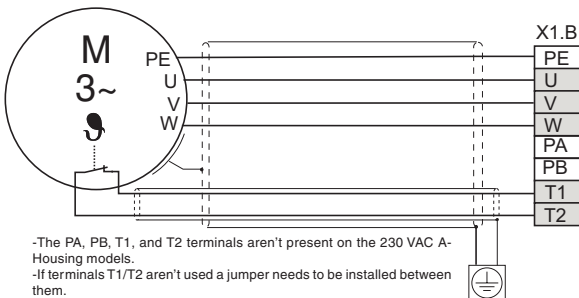 X1.B
M
3~
ϑ
PE
U
V
W
PE
U
V
W
PA
PB
T1
T2
-The PA, PB, T1, and T2 terminals aren't present on the 230 VAC A-
Housing models.
-If terminals T1/T2 aren't used a jumper needs to be installed between
them.